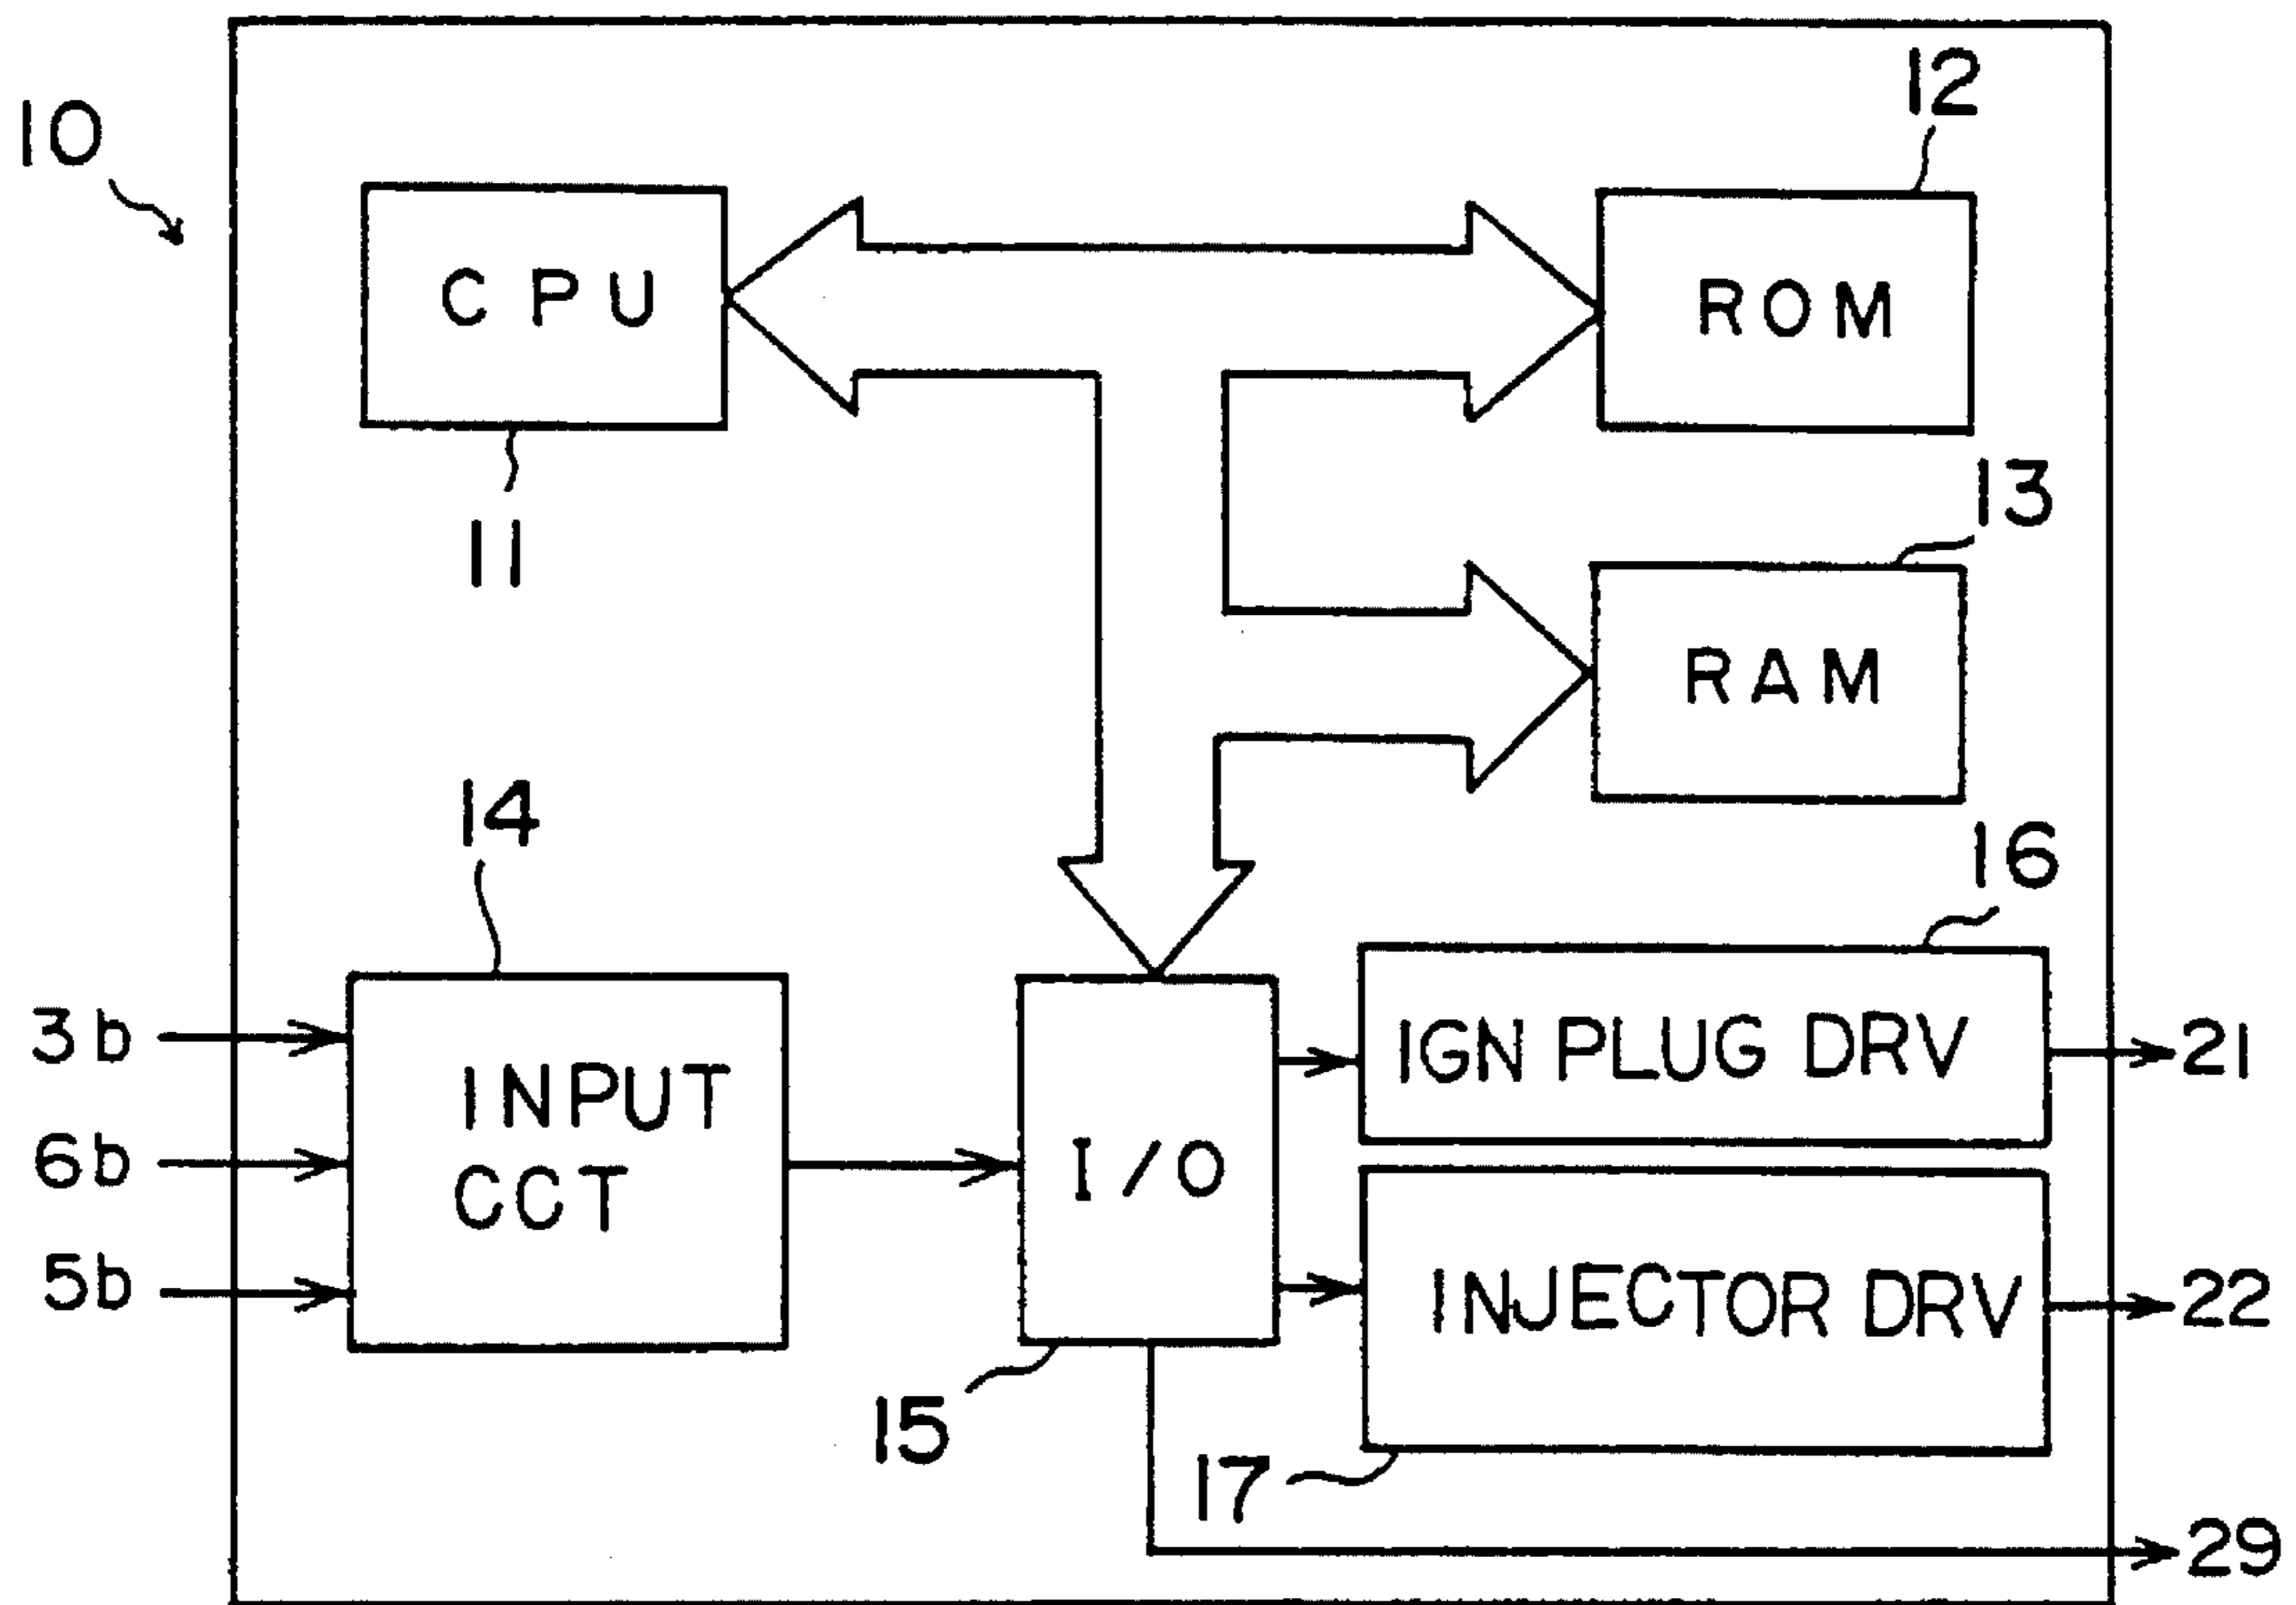 12
10
CPU
ROM
11
13
RAM
14
16
3b
6b
5b
INPUT
CCT
I/O
IGN PLUG DRV
21
INJECTOR DRV
22
15
17
29